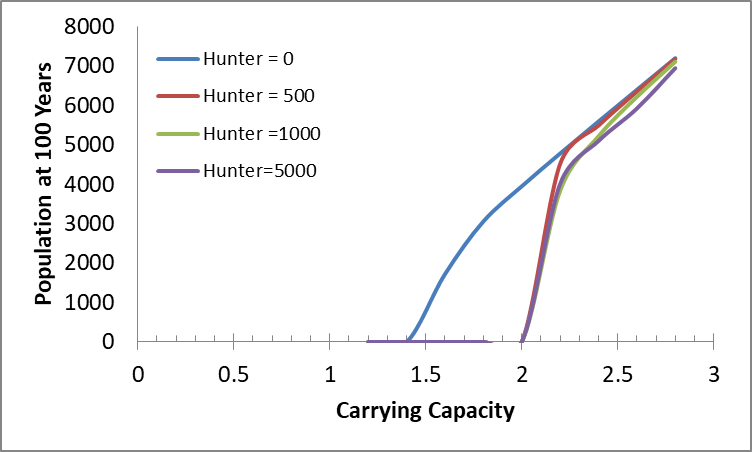 8000
7000
6000
5000
4000
3000
2000
1000
0
Population at 100 Years
Hunter = 0
Hunter = 500
Hunter =1000
Hunter=5000
0 0.5 1 1.5 2 2.5 3
Carrying Capacity